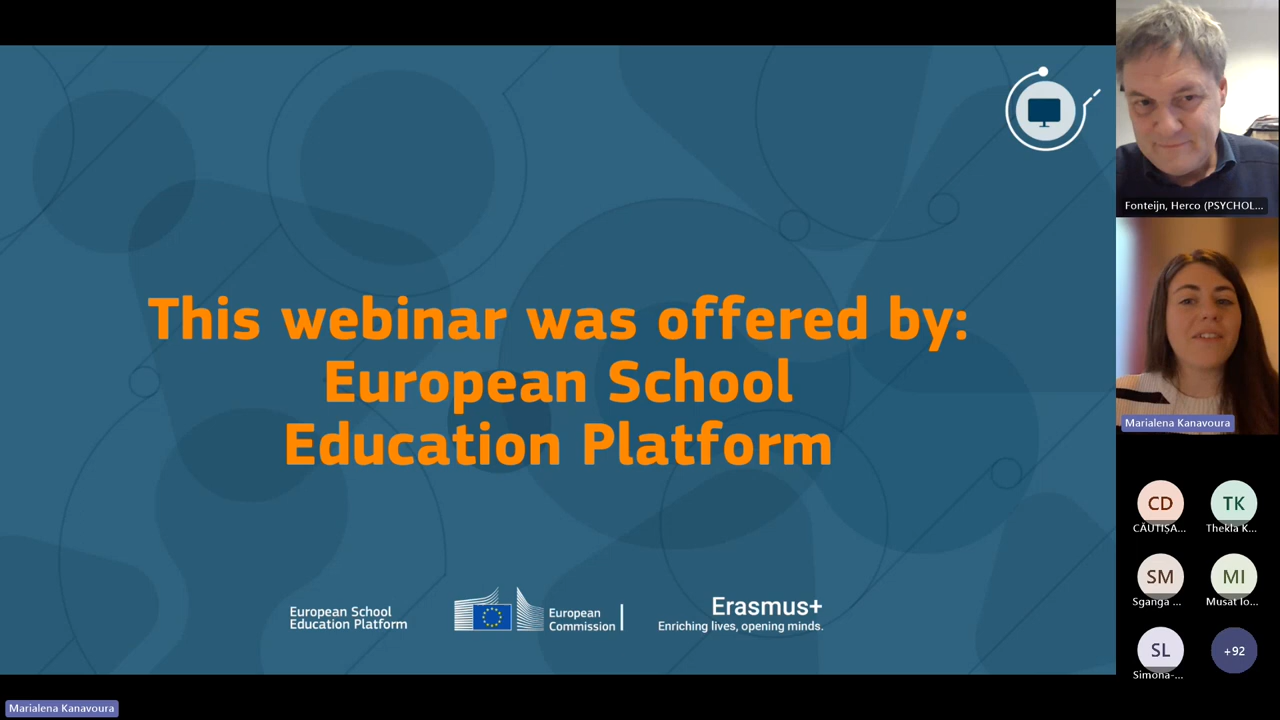 This webinar was offered by:
European School
Education Platform
European School
Education Platform
European
Commission
Erasmus+
Enriching lives, opening minds.
Fonteijn, Herco (PSYCHOL...
Marialena Kanavoura
CD
TK
CĂUTIȘA...
Thekla K...
SM
MI
Sganga ...
Musat Io...
SL
+92
Simona-...
Marialena Kanavoura